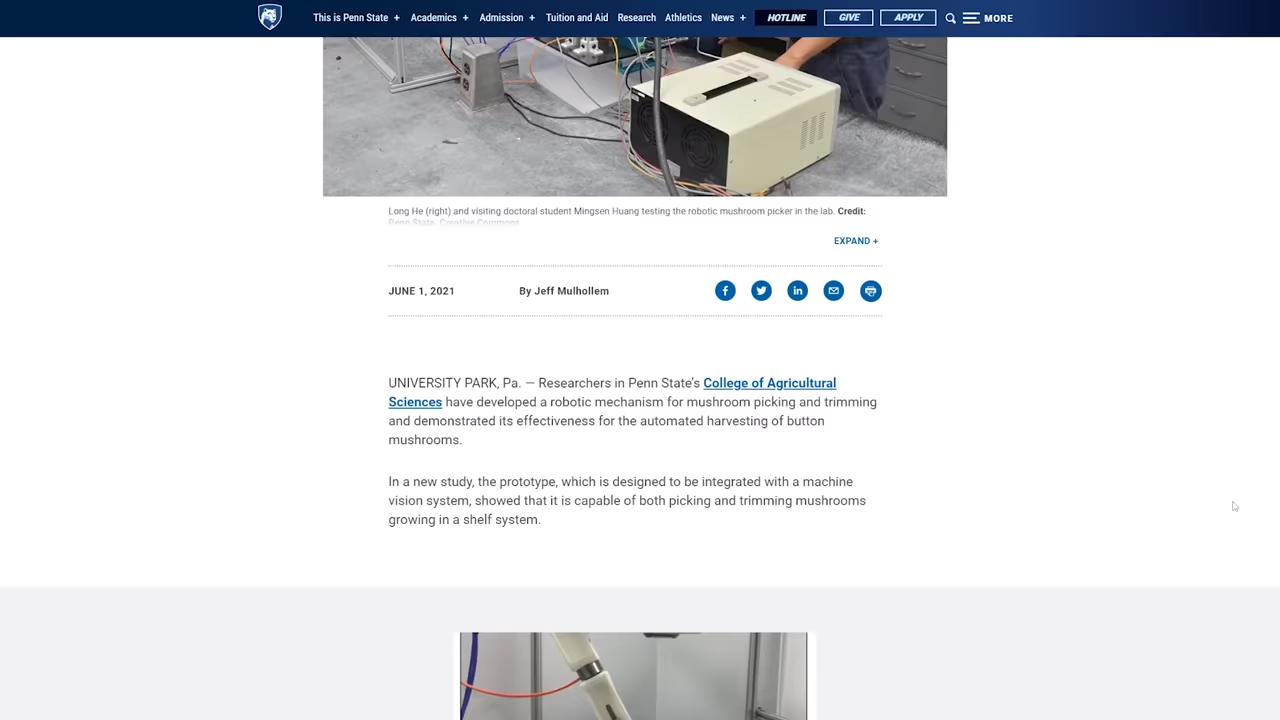 This is Penn State + Academics + Admission + Tuition and Aid Research Athletics News + HOTLINE GIVE APPLY MORE
Long He (right) and visiting doctoral student Mingsen Huang testing the robotic mushroom picker in the lab. Credit:
Penn State. Creative Commons
EXPAND +
JUNE 1, 2021 By Jeff Mulhollem
UNIVERSITY PARK, Pa. — Researchers in Penn State’s College of Agricultural
Sciences have developed a robotic mechanism for mushroom picking and trimming
and demonstrated its effectiveness for the automated harvesting of button
mushrooms.
In a new study, the prototype, which is designed to be integrated with a machine
vision system, showed that it is capable of both picking and trimming mushrooms
growing in a shelf system.